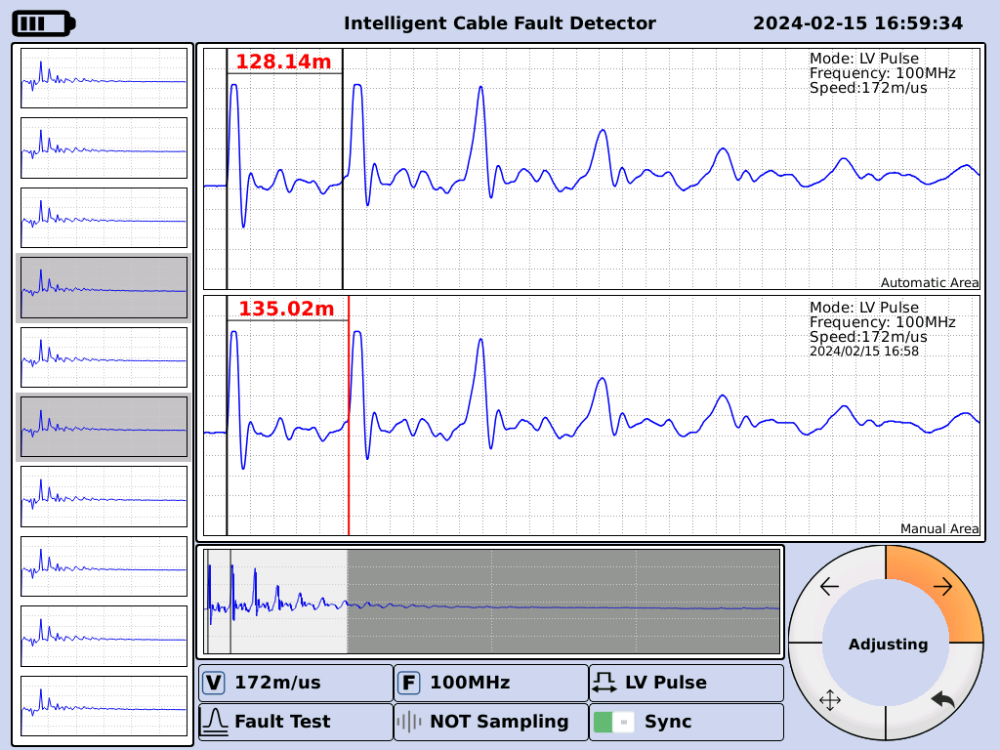 Intelligent Cable Fault Detector
2024-02-15 16:59:34
128.14m
Mode: LV Pulse
Frequency: 100MHz
Speed:172m/us
Automatic Area
135.02m
Mode: LV Pulse
Frequency: 100MHz
Speed:172m/us
2024/02/15 16:58
Manual Area
V 172m/us
F 100MHz
LV Pulse
Fault Test
NOT Sampling
Sync
Adjusting